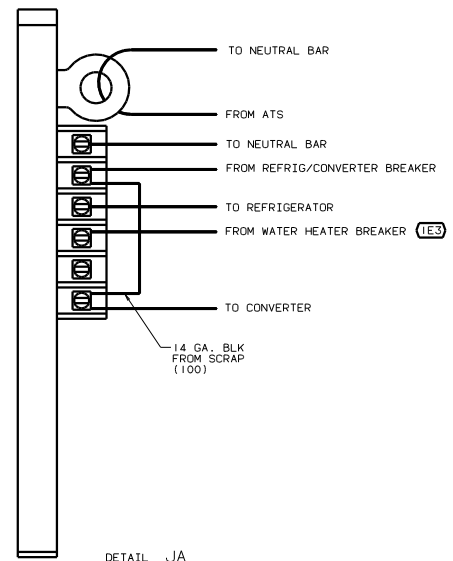 TO NEUTRAL BAR
FROM ATS
TO NEUTRAL BAR
FROM REFRIG/CONVERTER BREAKER
TO REFRIGERATOR
FROM WATER HEATER BREAKER 1E3
TO CONVERTER
14 GA. BLK
FROM SCRAP
(100)
DETAIL JA